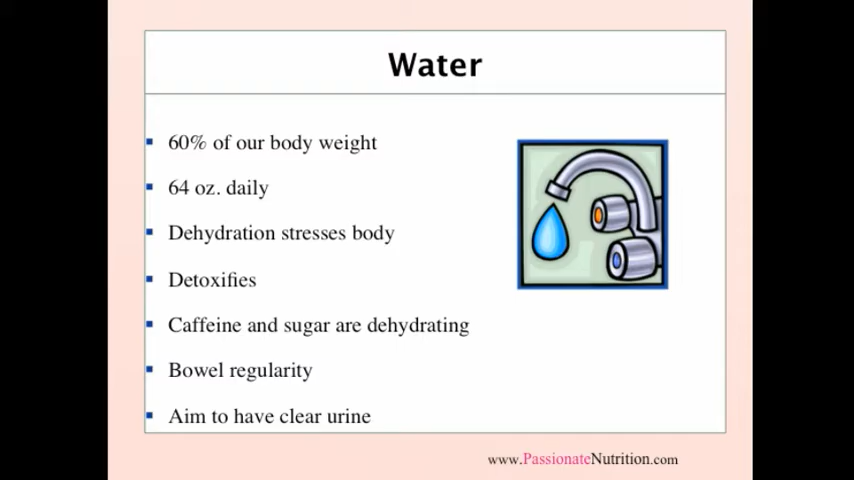 Water
60% of our body weight
64 oz. daily
Dehydration stresses body
Detoxifies
Caffeine and sugar are dehydrating
Bowel regularity
Aim to have clear urine
www.PassionateNutrition.com